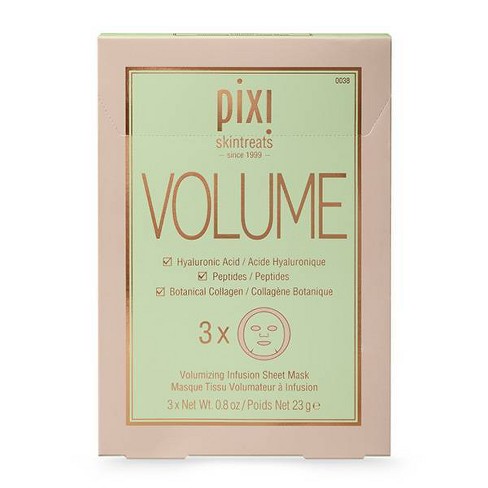 0038
pixi
skintreats
– since 1999 –
VOLUME
☑ Hyaluronic Acid / Acide Hyaluronique
☑ Peptides / Peptides
☑ Botanical Collagen / Collagène Botanique
3 x
Volumizing Infusion Sheet Mask
Masque Tissu Volumateur à Infusion
3 x Net Wt. 0.8 oz / Poids Net 23 g ℮